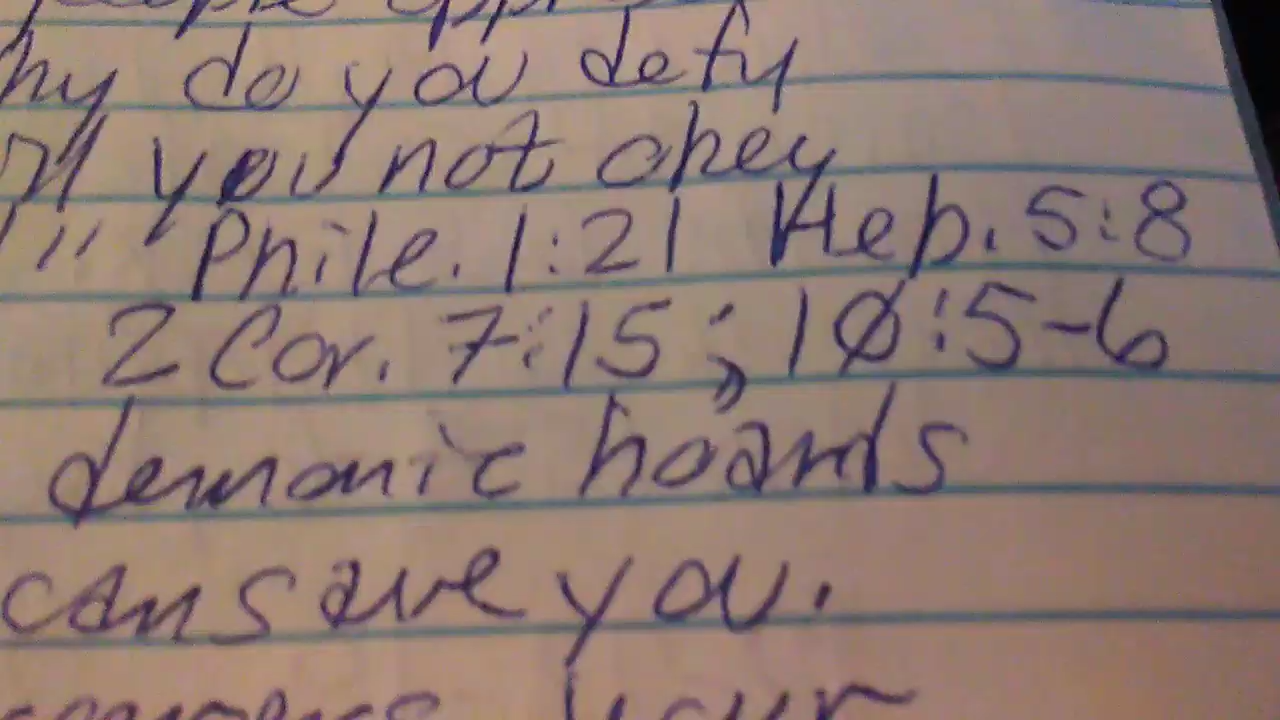 do you defy
you not obey
" Phile. 1:21 Heb. 5:8
2 Cor. 7:15; 10:5-6
demonic hoards
can save you.
your